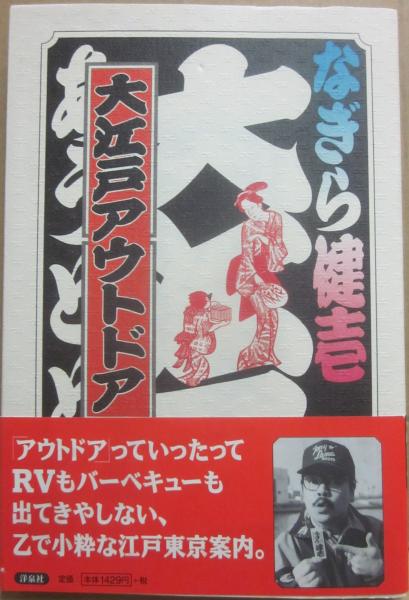 なぎら健壱
大江戸アウトドア
「アウトドア」っていったって
RVもバーベキューも
出てきやしない、
乙で小粋な江戸東京案内。
洋泉社
定価 本体1429円 +税